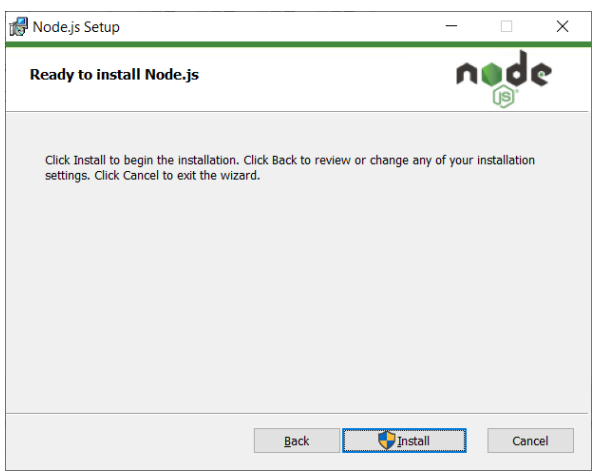 Node.js Setup
Ready to install Node.js
node
JS
Click Install to begin the installation. Click Back to review or change any of your installation
settings. Click Cancel to exit the wizard.
Back Install Cancel